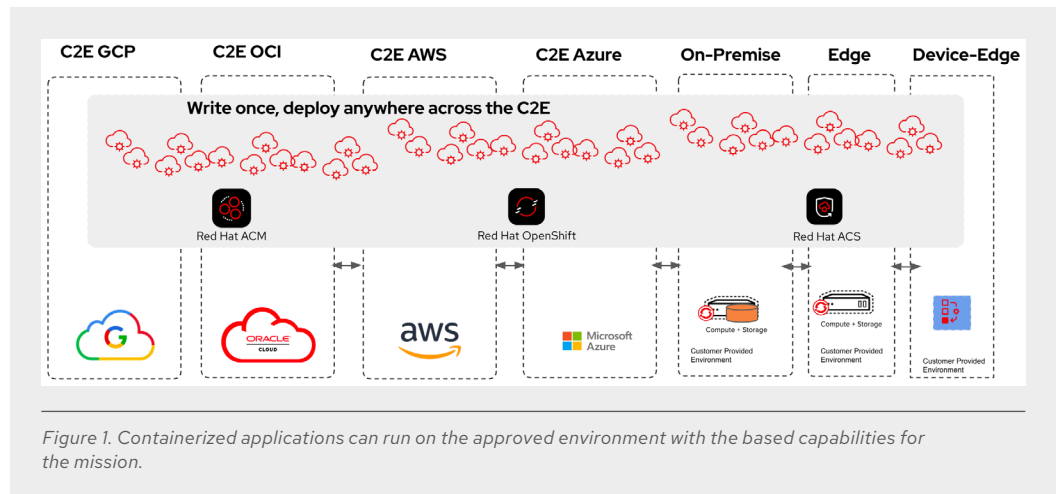 C2E GCP
C2E OCI
C2E AWS
C2E Azure
On-Premise
Edge
Device-Edge
Write once, deploy anywhere across the C2E
Red Hat ACM
Red Hat OpenShift
Red Hat ACS
G
ORACLE
CLOUD
aws
Microsoft
Azure
Compute + Storage
Customer Provided
Environment
Compute + Storage
Customer Provided
Environment
Customer Provided
Environment
Figure 1. Containerized applications can run on the approved environment with the based capabilities for
the mission.